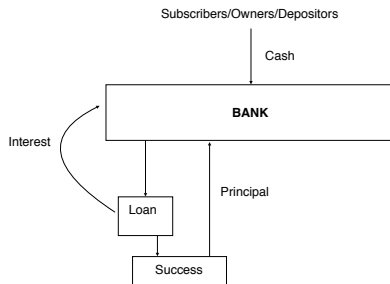 Subscribers/Owners/Depositors
Cash
BANK
Interest
Principal
Loan
Success